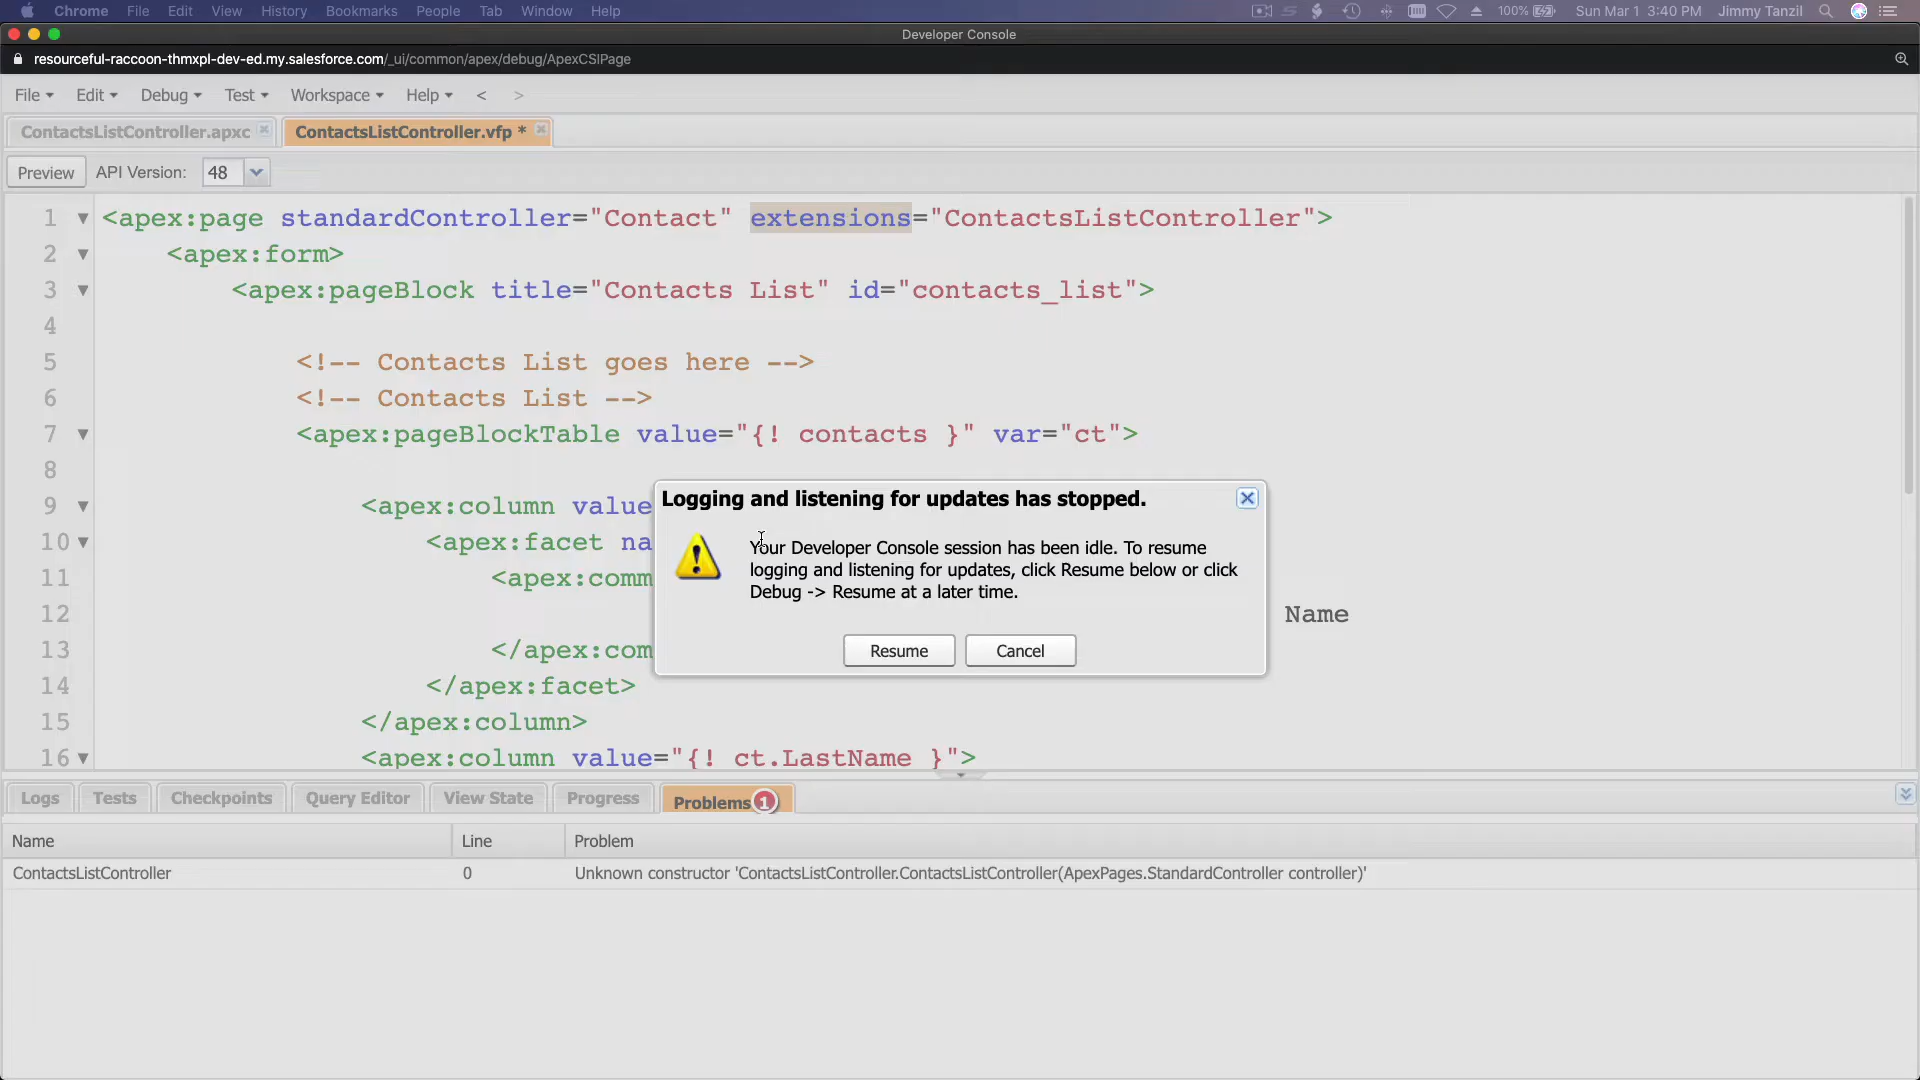 Chrome File Edit View History Bookmarks People Tab Window Help 100% Sun Mar 1 3:40 PM Jimmy Tanzil
Developer Console
resourceful-raccoon-thmxpl-dev-ed.my.salesforce.com/_ui/common/apex/debug/ApexCSIPage
File Edit Debug Test Workspace Help < >
ContactsListController.apxc ContactsListController.vfp *
Preview API Version: 48
1 <apex:page standardController="Contact" extensions="ContactsListController">
2 <apex:form>
3 <apex:pageBlock title="Contacts List" id="contacts_list">
4
5 <!-- Contacts List goes here -->
6 <!-- Contacts List -->
7 <apex:pageBlockTable value="{! contacts }" var="ct">
8
9 <apex:column value
10 <apex:facet na
11 <apex:comm
12 Name
13 </apex:com
14 </apex:facet>
15 </apex:column>
16 <apex:column value="{! ct.LastName }">
Logging and listening for updates has stopped.
Your Developer Console session has been idle. To resume
logging and listening for updates, click Resume below or click
Debug -> Resume at a later time.
Resume Cancel
Logs Tests Checkpoints Query Editor View State Progress Problems 1
Name Line Problem
ContactsListController 0 Unknown constructor 'ContactsListController.ContactsListController(ApexPages.StandardController controller)'